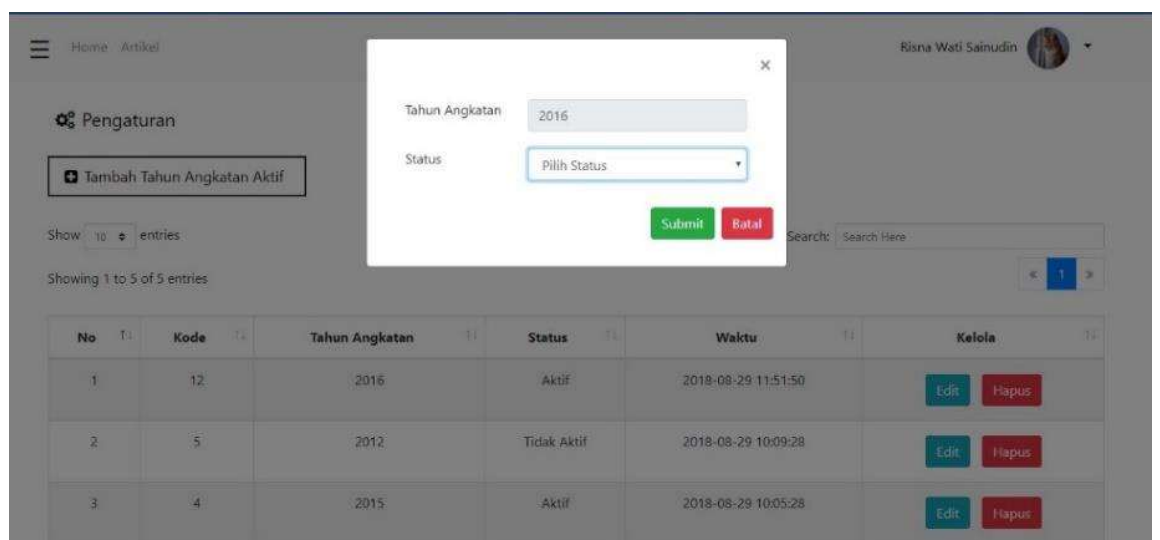 Home Artikel
Risna Wati Sainudin
×
Pengaturan
Tahun Angkatan 2016
Status Pilih Status
Tambah Tahun Angkatan Aktif
Submit Batal
Show 10 entries
Search: Search Here
Showing 1 to 5 of 5 entries
« 1 »
No Kode Tahun Angkatan Status Waktu Kelola
1 12 2016 Aktif 2018-08-29 11:51:50 Edit Hapus
2 5 2012 Tidak Aktif 2018-08-29 10:09:28 Edit Hapus
3 4 2015 Aktif 2018-08-29 10:05:28 Edit Hapus